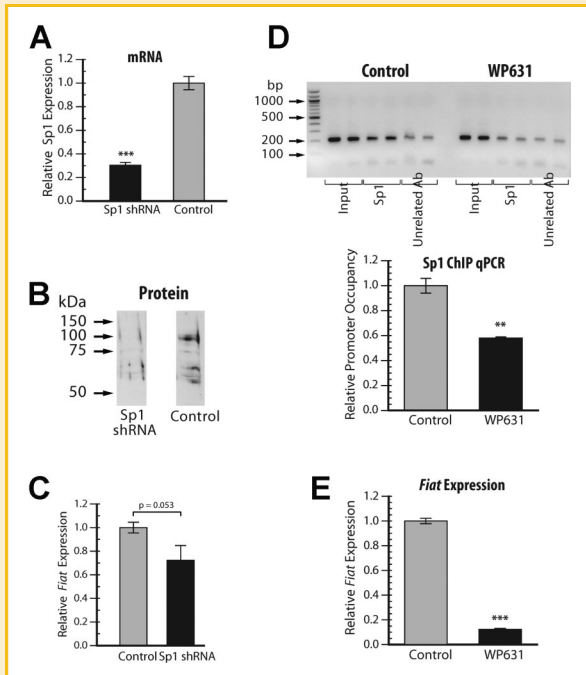 A
mRNA
Relative Sp1 Expression
1.2
1.0
0.8
0.6
0.4
0.2
0.0
***
Sp1 shRNA
Control
B
Protein
kDa
150
100
75
50
Sp1
shRNA
Control
C
p = 0.053
Relative Fiat Expression
1.4
1.2
1.0
0.8
0.6
0.4
0.2
0.0
Control
Sp1 shRNA
D
Control
WP631
bp
1000
500
200
100
Input
Sp1
Unrelated Ab
Input
Sp1
Unrelated Ab
Sp1 ChIP qPCR
Relative Promoter Occupancy
1.2
1.0
0.8
0.6
0.4
0.2
0.0
**
Control
WP631
E
Fiat Expression
Relative Fiat Expression
1.2
1.0
0.8
0.6
0.4
0.2
0.0
***
Control
WP631